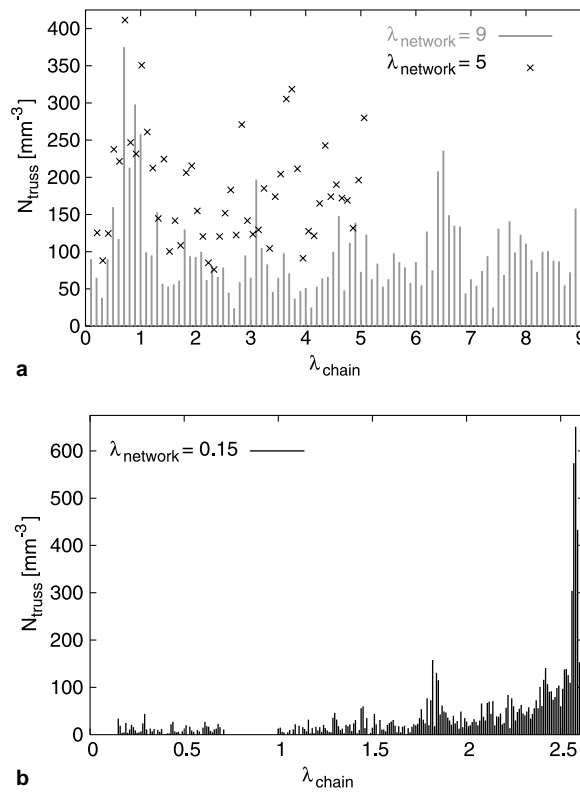 400
350
300
250
200
150
100
50
0
N_truss [mm^-3]
λ_network = 9
λ_network = 5
0 1 2 3 4 5 6 7 8 9
λ_chain
a
600
500
400
300
200
100
0
N_truss [mm^-3]
λ_network = 0.15
0 0.5 1 1.5 2 2.5
λ_chain
b